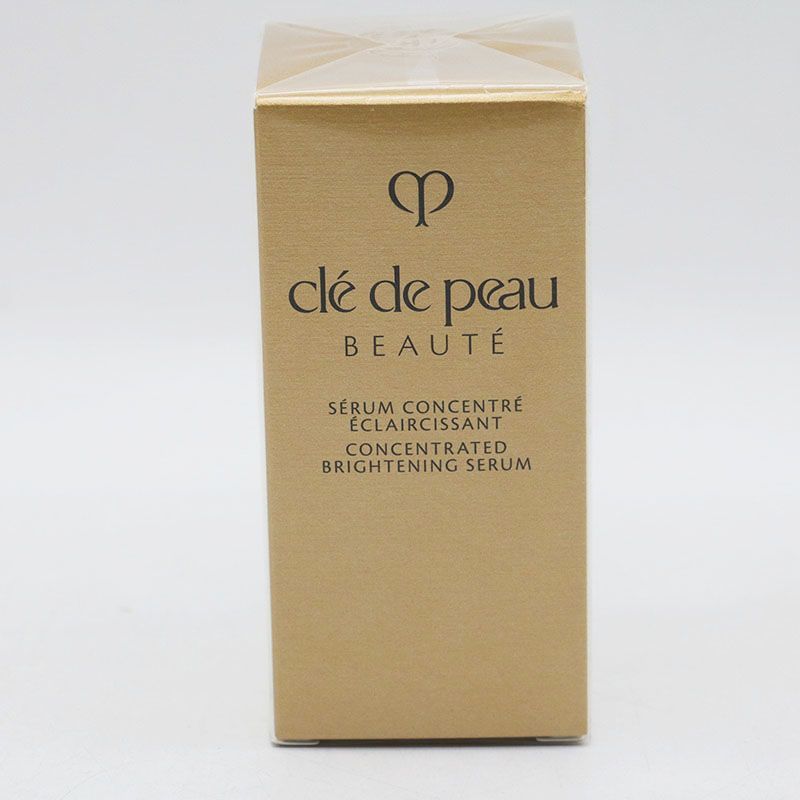 clé de peau
BEAUTÉ
SÉRUM CONCENTRÉ
ÉCLAIRCISSANT
CONCENTRATED
BRIGHTENING SERUM